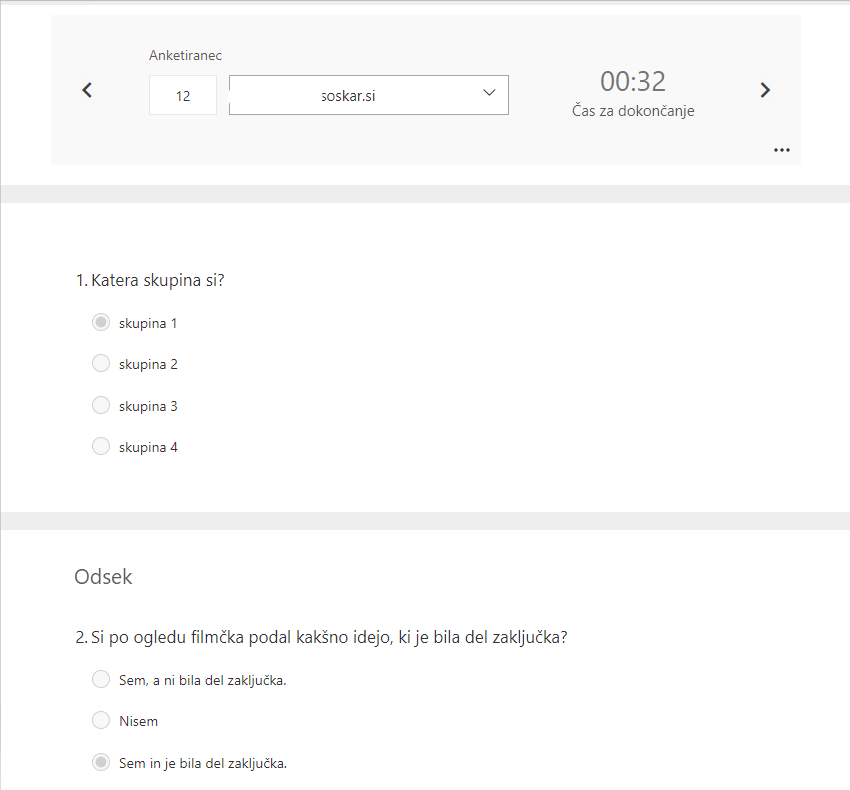 Anketiranec
12
soskar.si
00:32
Čas za dokončanje
1. Katera skupina si?
skupina 1
skupina 2
skupina 3
skupina 4
Odsek
2. Si po ogledu filmčka podal kakšno idejo, ki je bila del zaključka?
Sem, a ni bila del zaključka.
Nisem
Sem in je bila del zaključka.